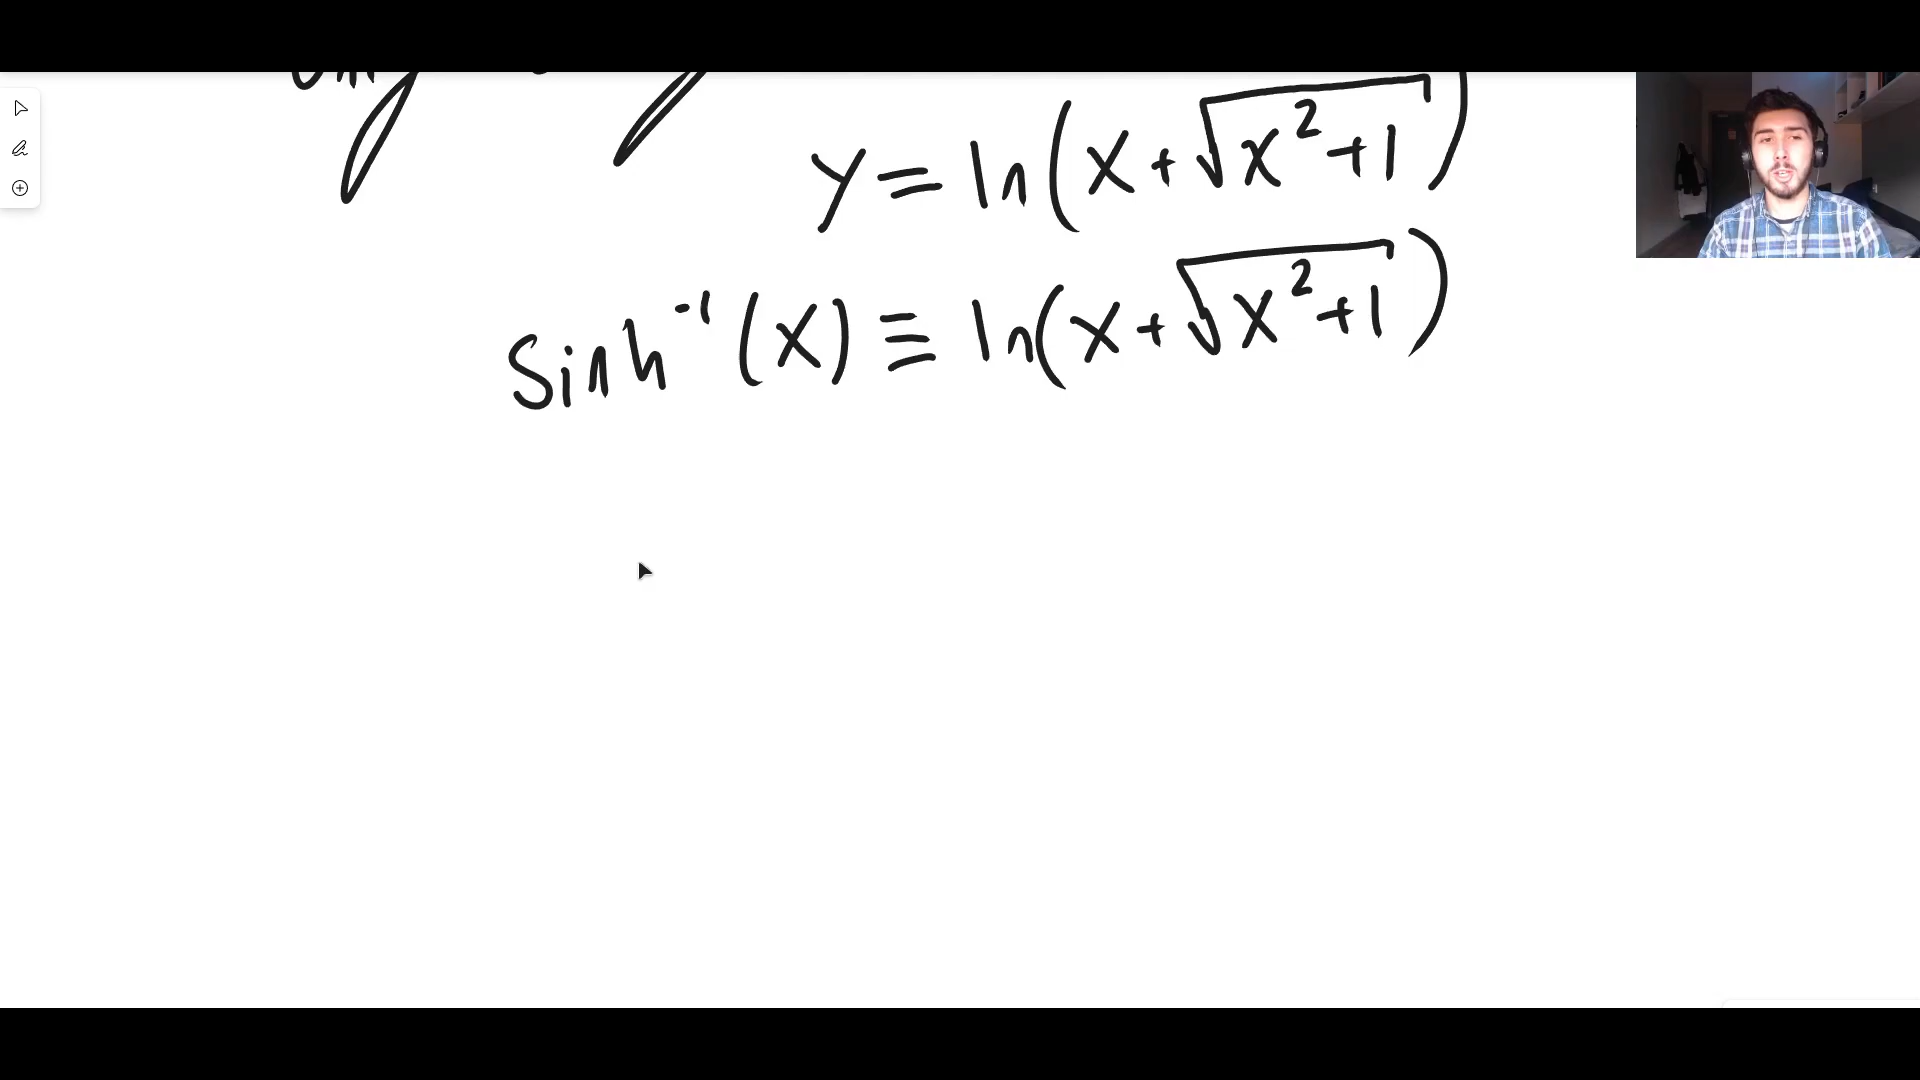 y = ln(x + √x²+1)
Sinh⁻¹(x) ≡ ln(x + √x²+1)